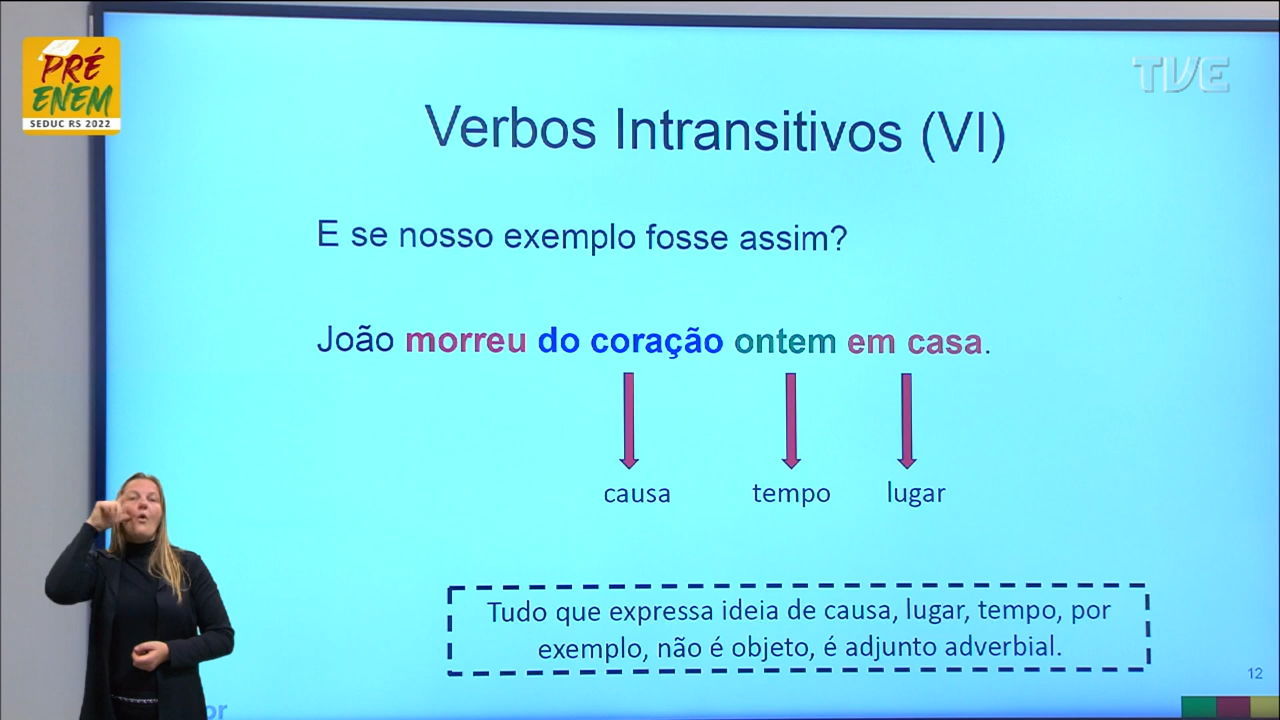 PRÉ
ENEM
SEDUC RS 2022
TVE
Verbos Intransitivos (VI)
E se nosso exemplo fosse assim?
João morreu do coração ontem em casa.
causa tempo lugar
Tudo que expressa ideia de causa, lugar, tempo, por
exemplo, não é objeto, é adjunto adverbial.
12
or